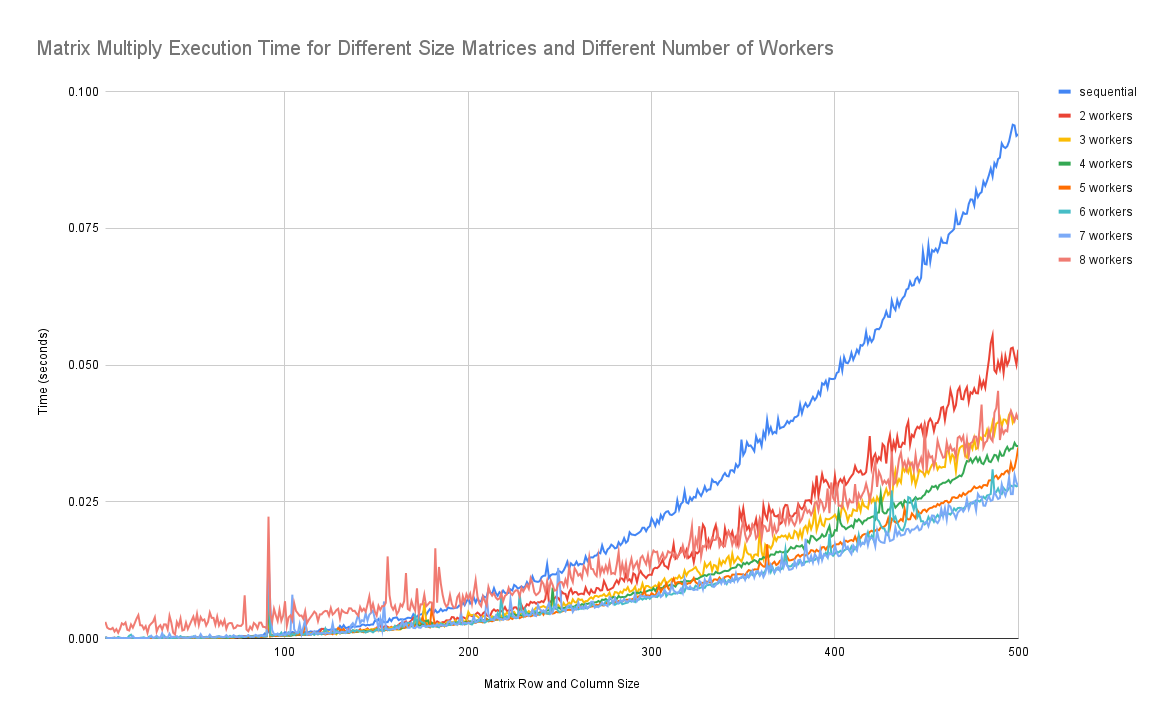 Matrix Multiply Execution Time for Different Size Matrices and Different Number of Workers
0.100
0.075
0.050
0.025
0.000
Time (seconds)
100
200
300
400
500
Matrix Row and Column Size
sequential
2 workers
3 workers
4 workers
5 workers
6 workers
7 workers
8 workers